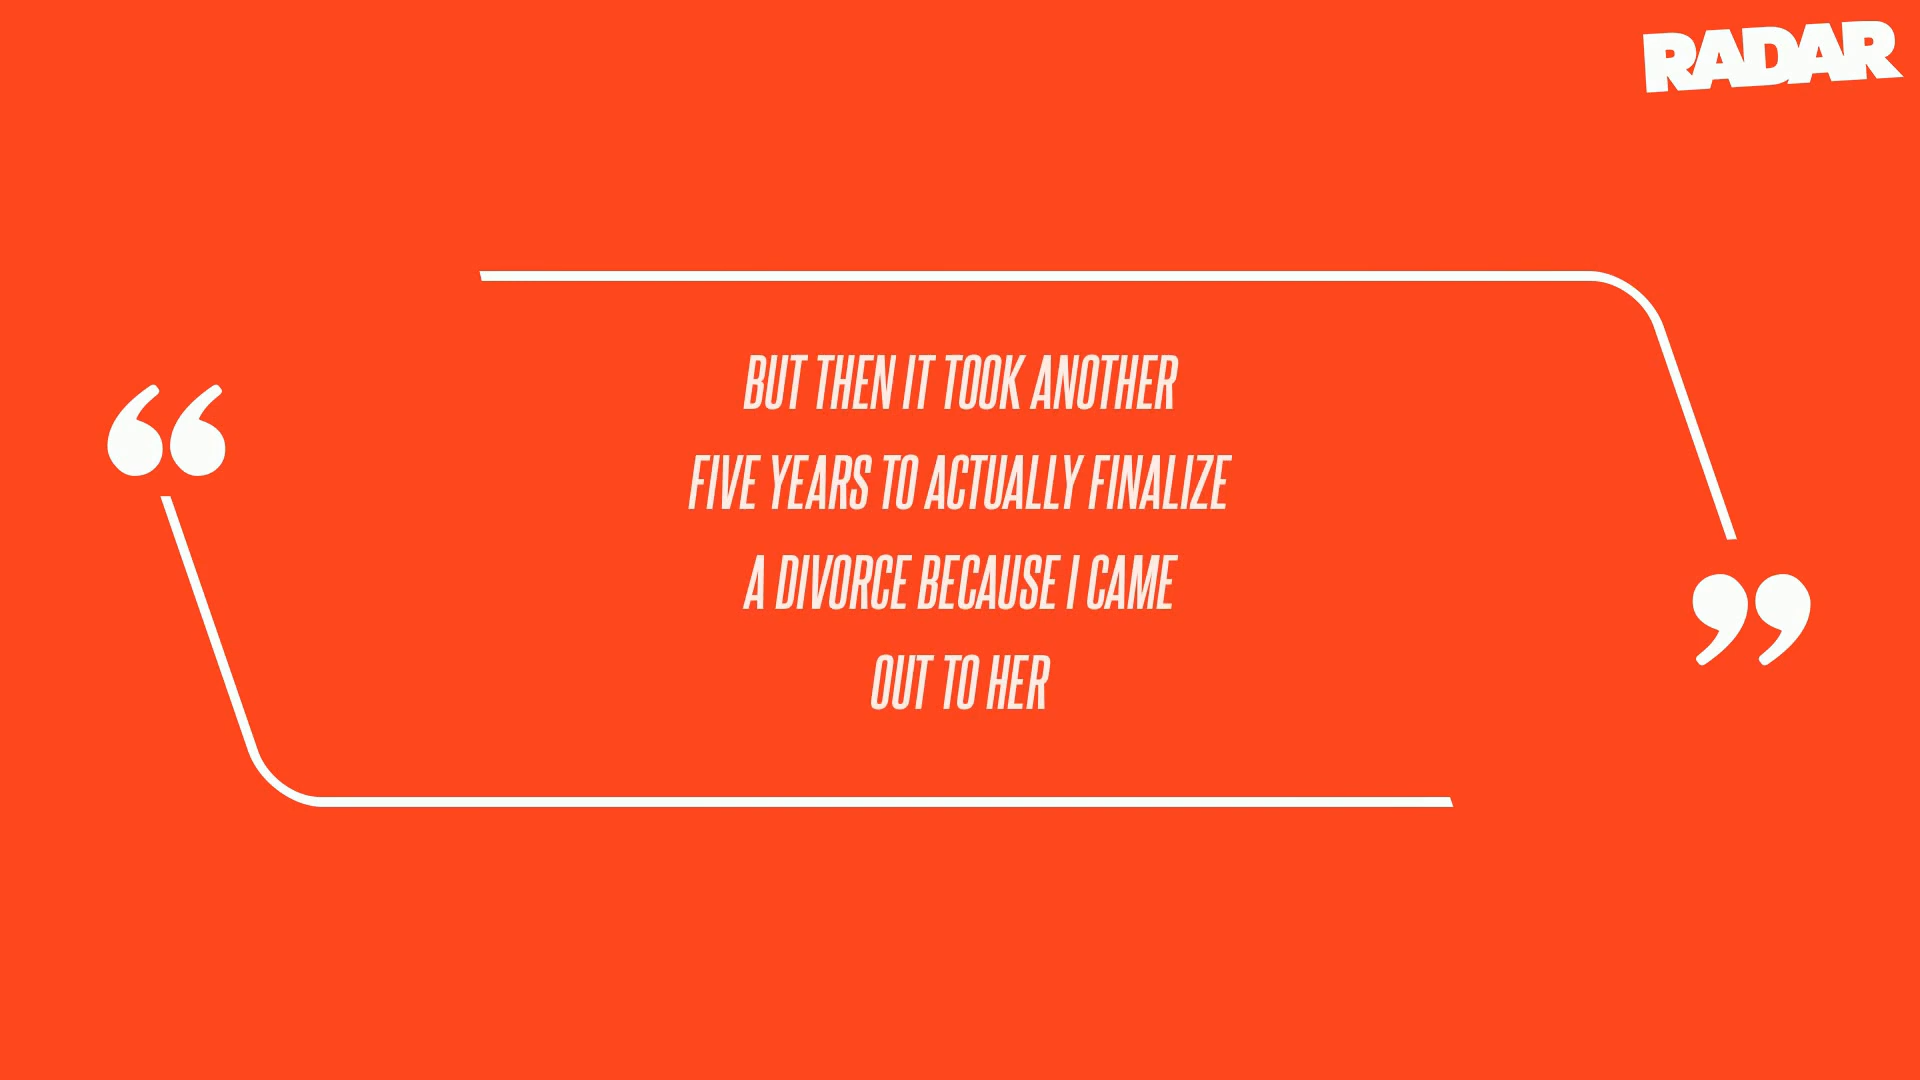 RADAR
“
BUT THEN IT TOOK ANOTHER
FIVE YEARS TO ACTUALLY FINALIZE
A DIVORCE BECAUSE I CAME
OUT TO HER
”